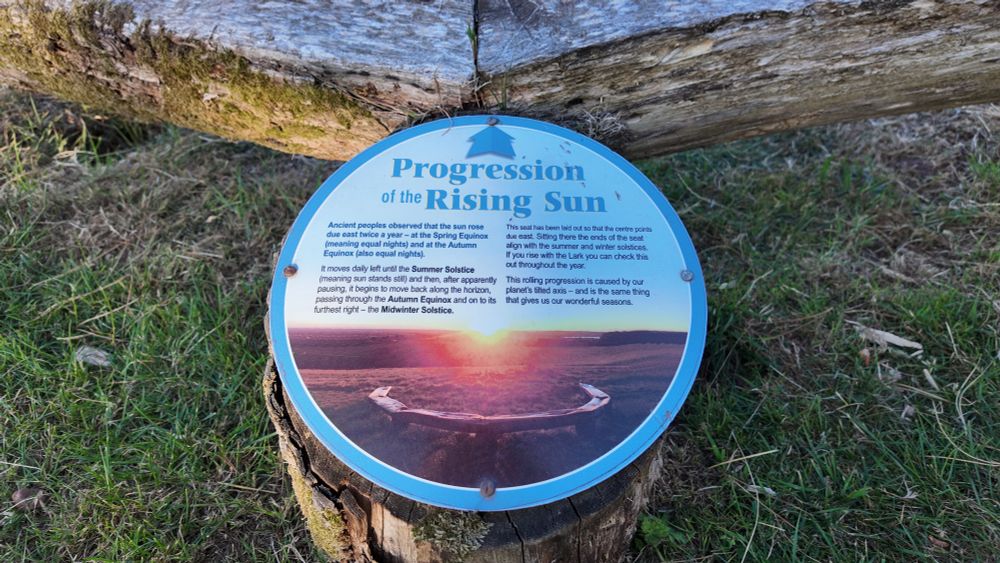 Progression
of the Rising Sun
Ancient peoples observed that the sun rose
due east twice a year – at the Spring Equinox
(meaning equal nights) and at the Autumn
Equinox (also equal nights).
It moves daily left until the Summer Solstice
(meaning sun stands still) and then, after apparently
pausing, it begins to move back along the horizon,
passing through the Autumn Equinox and on to its
furthest right – the Midwinter Solstice.
This seat has been laid out so that the centre points
due east. Sitting there the ends of the seat
align with the summer and winter solstices.
If you rise with the Lark you can check this
out throughout the year.
This rolling progression is caused by our
planet's tilted axis – and is the same thing
that gives us our wonderful seasons.